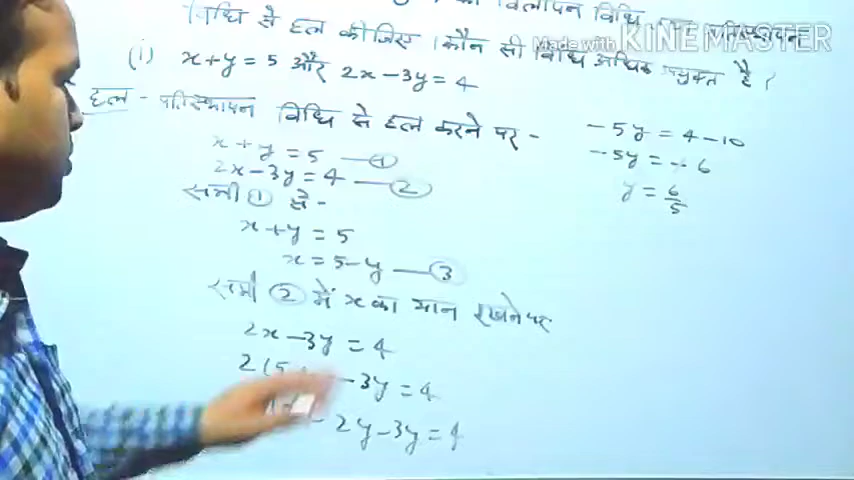 का विलोपन विधि
विधि से हल कीजिए । कौन सी विधि अधिक उपयुक्त है ?
Made with KINEMASTER
(i) x+y=5 और 2x-3y=4
हल - प्रतिस्थापन विधि से हल करने पर -
x+y=5 —①
2x-3y=4 —②
समी ① से -
x+y=5
x=5-y —③
समी ② में x का मान रखने पर
2x-3y=4
2(5 -3y=4
-2y-3y=4
-5y=4-10
-5y=-6
y=6/5